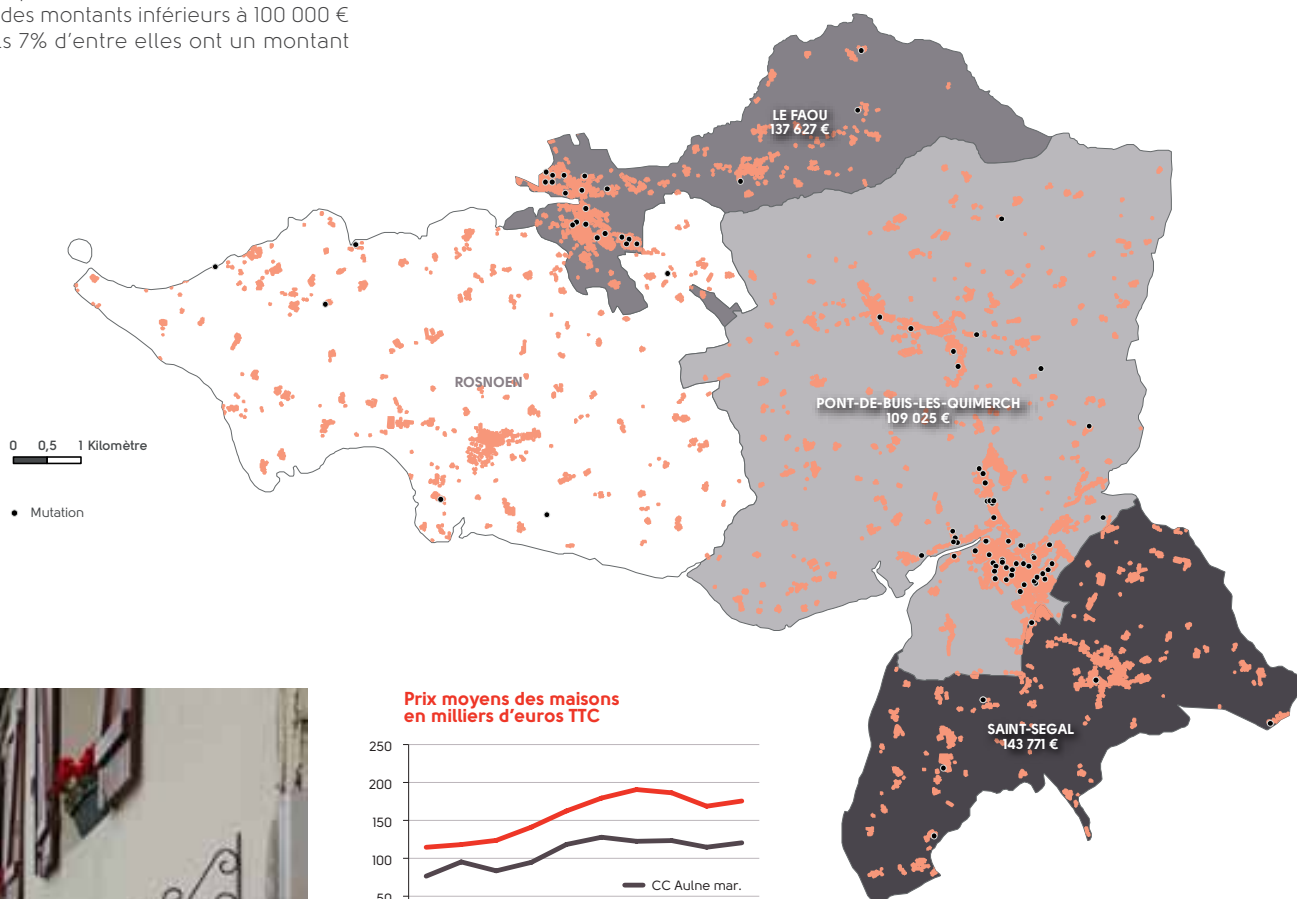 des montants inférieurs à 100 000 €
7% d'entre elles ont un montant
LE FAOU
137 627 €
ROSNOEN
PONT-DE-BUIS-LES-QUIMERCH
109 025 €
0 0,5 1 Kilomètre
Mutation
SAINT-SEGAL
143 771 €
Prix moyens des maisons
en milliers d'euros TTC
250
200
150
100
50
CC Aulne mar.